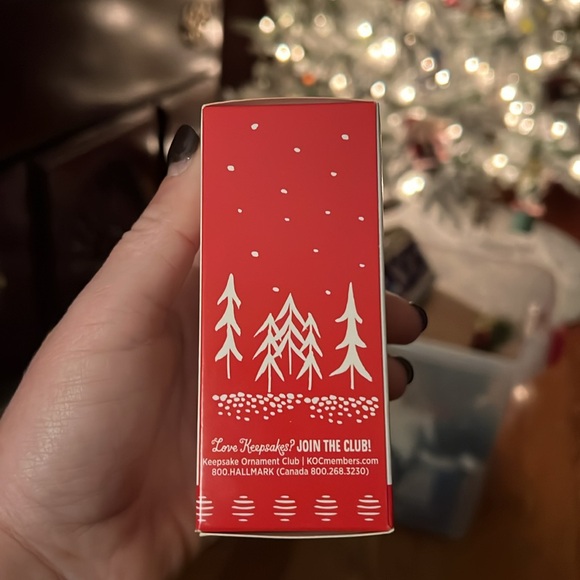 Love Keepsakes? JOIN THE CLUB!
Keepsake Ornament Club | KOCmembers.com
800.HALLMARK (Canada 800.268.3230)